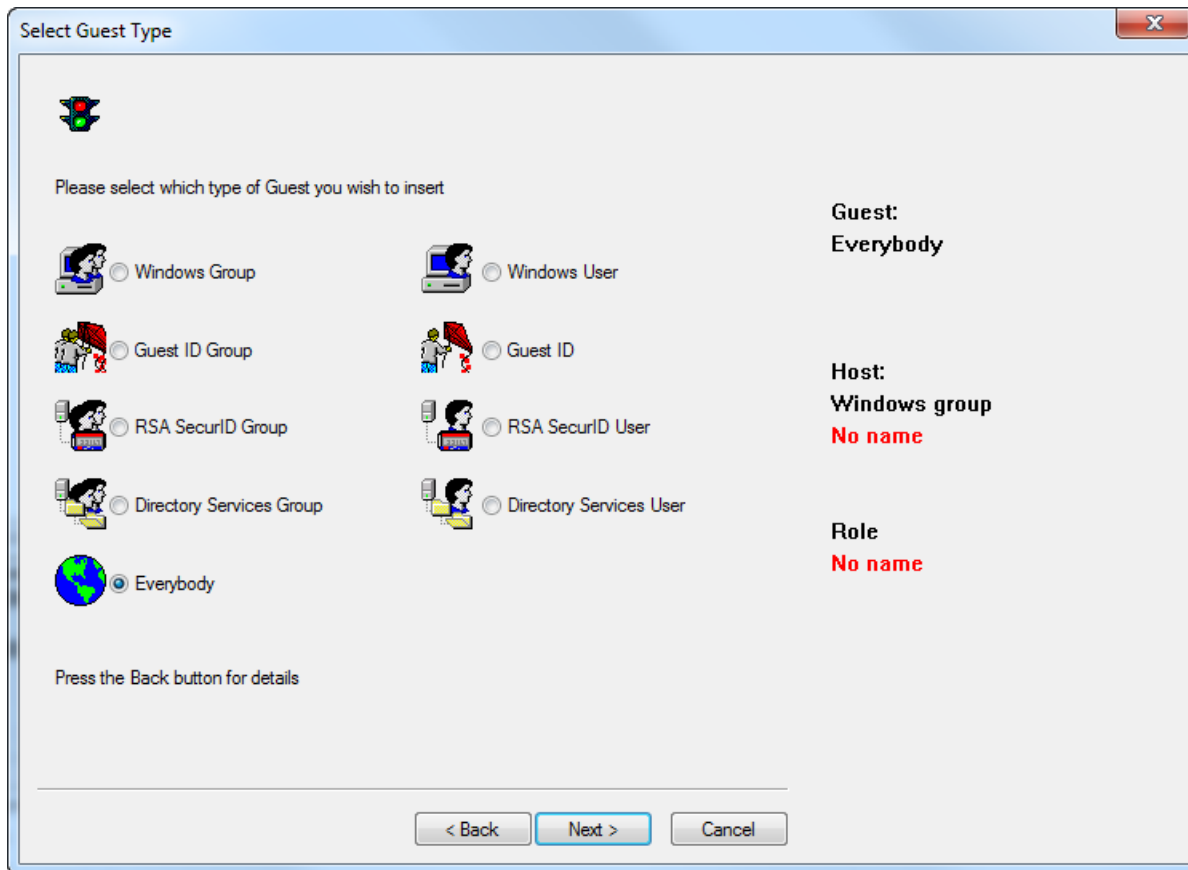 Select Guest Type
Please select which type of Guest you wish to insert
Windows Group
Windows User
Guest ID Group
Guest ID
RSA SecurID Group
RSA SecurID User
Directory Services Group
Directory Services User
Everybody
Press the Back button for details
< Back
Next >
Cancel
Guest:
Everybody
Host:
Windows group
No name
Role
No name